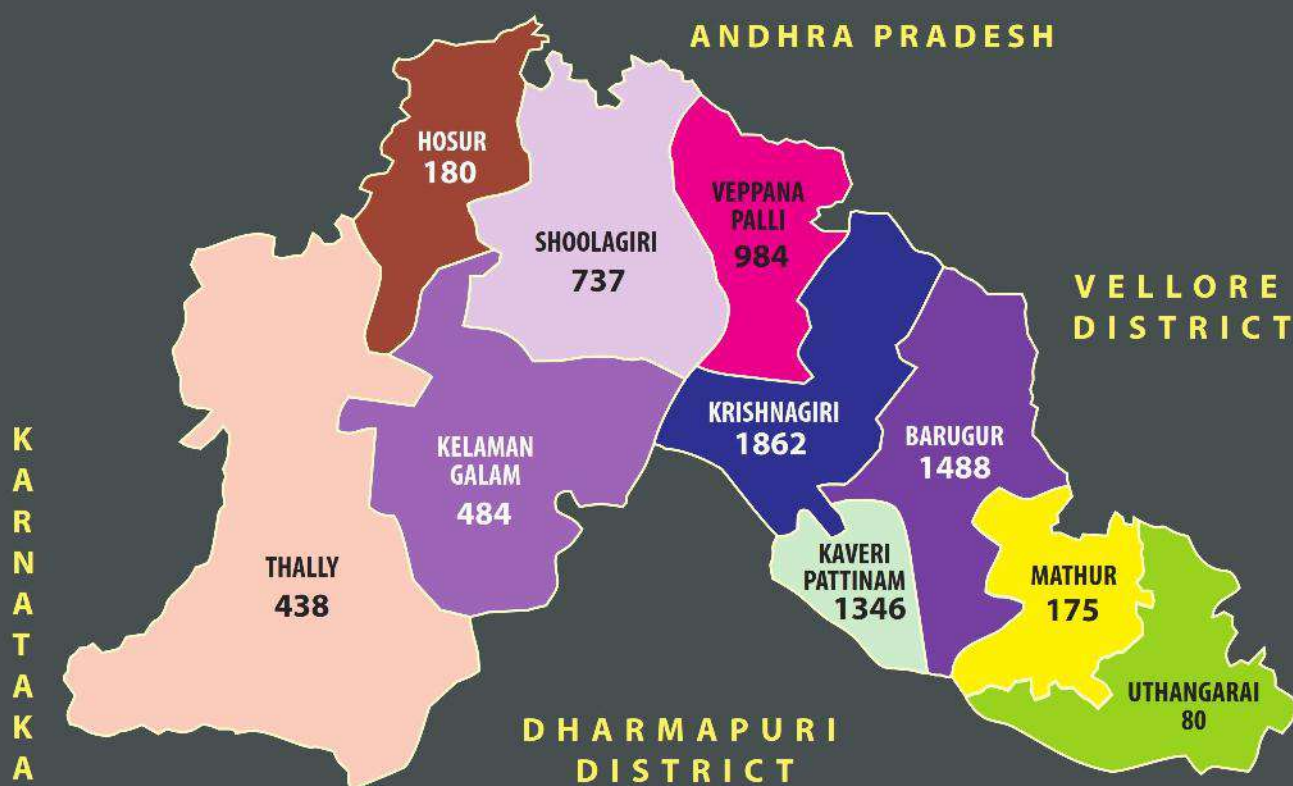 ANDHRA PRADESH
HOSUR
180
SHOOLAGIRI
737
VEPPANA
PALLI
984
VELLORE
DISTRICT
KRISHNAGIRI
1862
BARUGUR
1488
KELAMAN
GALAM
484
KARNATAKA
THALLY
438
KAVERI
PATTINAM
1346
MATHUR
175
UTHANGARAI
80
DHARMAPURI
DISTRICT